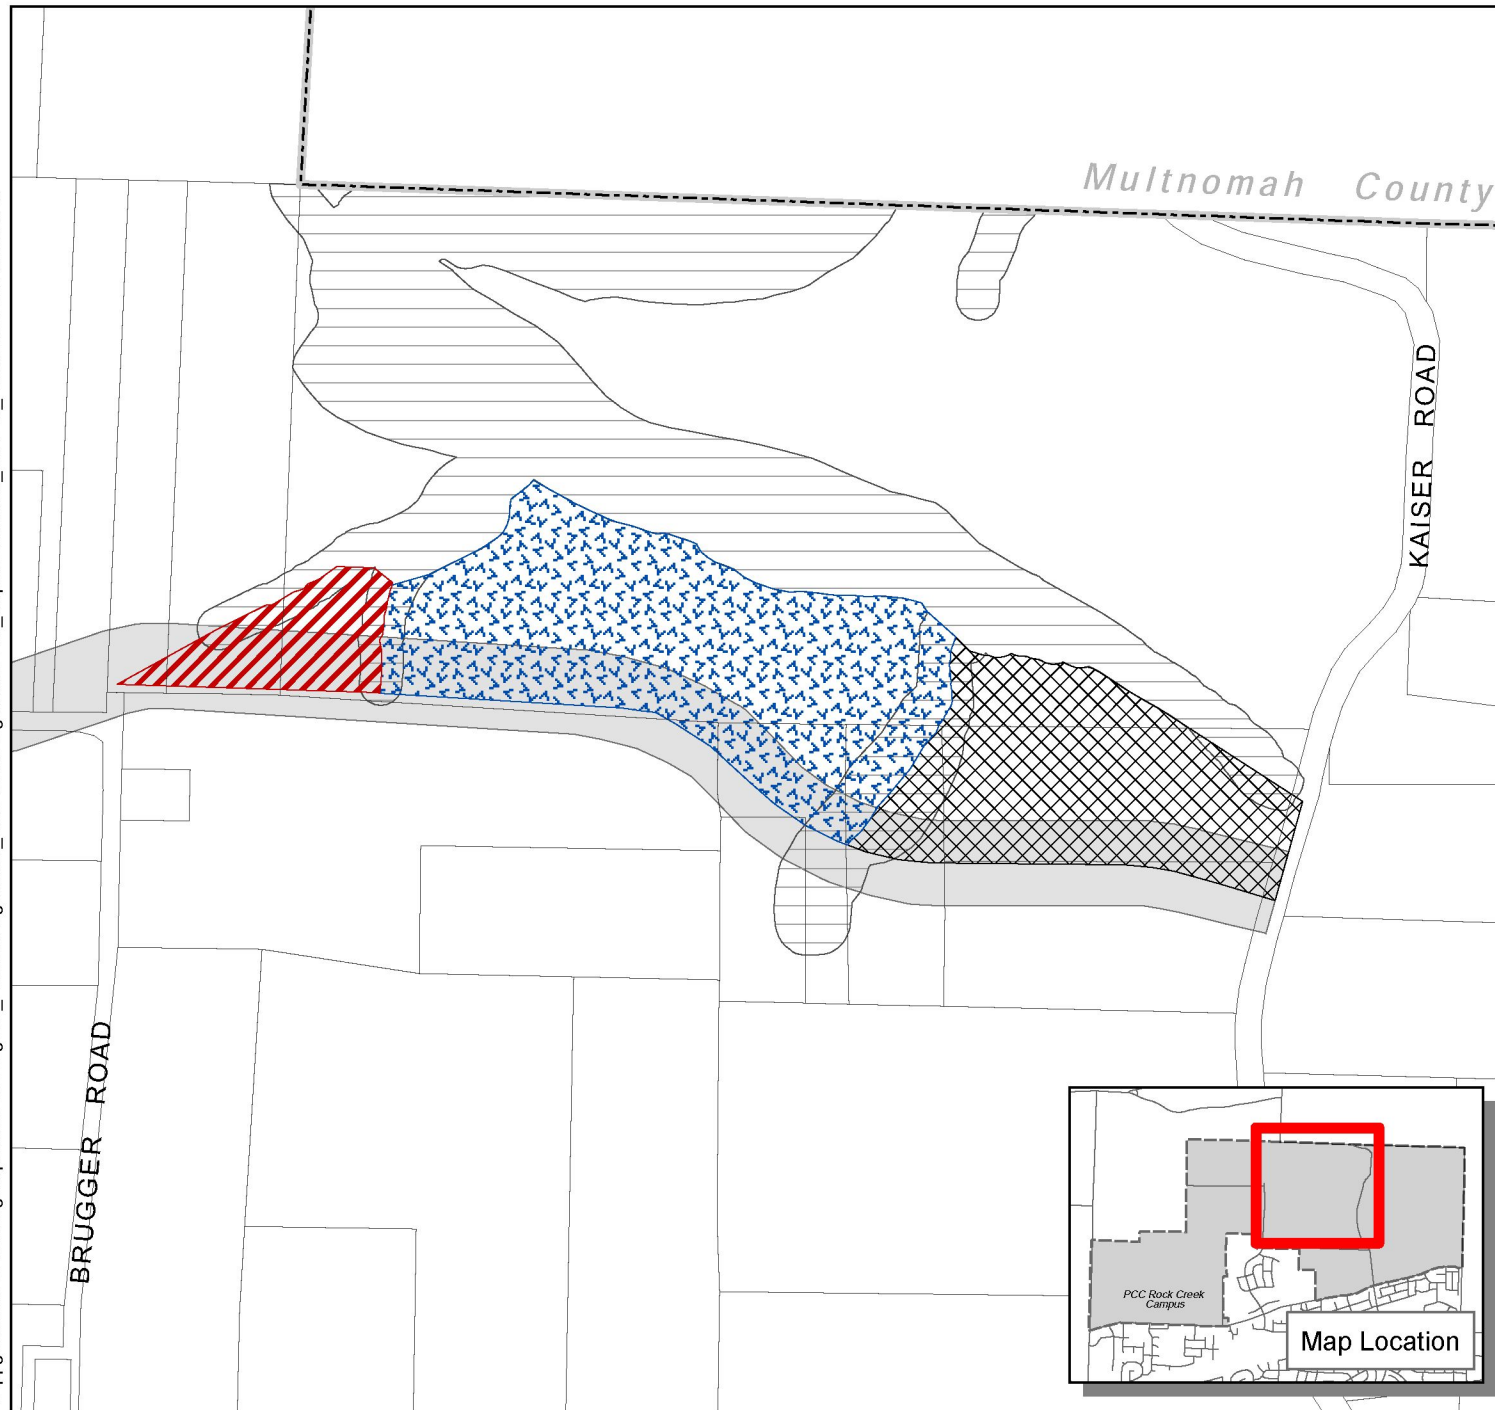 Multnomah County
KAISER ROAD
BRUGGER ROAD
PCC Rock Creek
Campus
Map Location